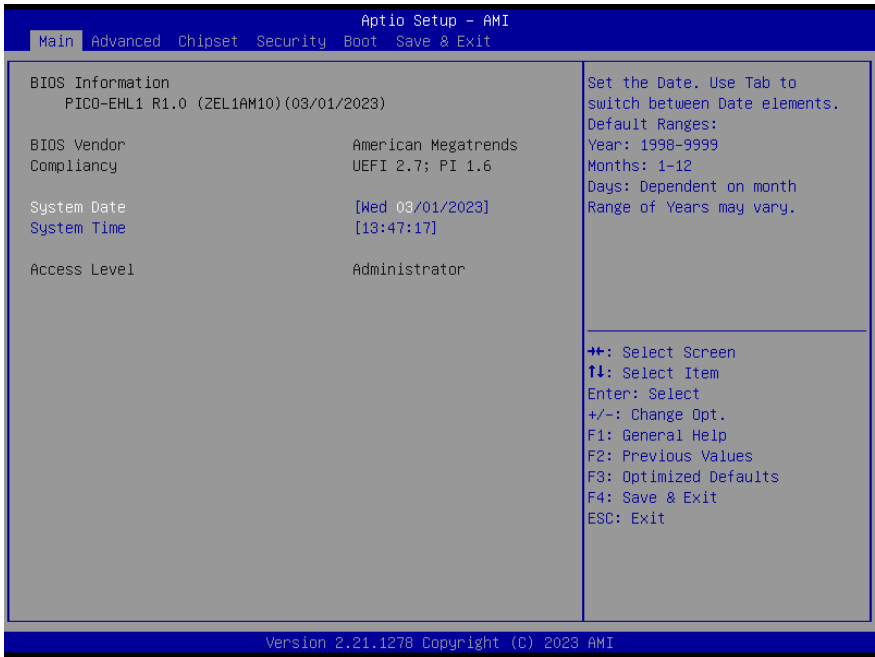 Aptio Setup – AMI
Main Advanced Chipset Security Boot Save & Exit
BIOS Information
PICO-EHL1 R1.0 (ZEL1AM10)(03/01/2023)
BIOS Vendor American Megatrends
Compliancy UEFI 2.7; PI 1.6
System Date [Wed 03/01/2023]
System Time [13:47:17]
Access Level Administrator
Set the Date. Use Tab to
switch between Date elements.
Default Ranges:
Year: 1998-9999
Months: 1-12
Days: Dependent on month
Range of Years may vary.
→←: Select Screen
↑↓: Select Item
Enter: Select
+/-: Change Opt.
F1: General Help
F2: Previous Values
F3: Optimized Defaults
F4: Save & Exit
ESC: Exit
Version 2.21.1278 Copyright (C) 2023 AMI